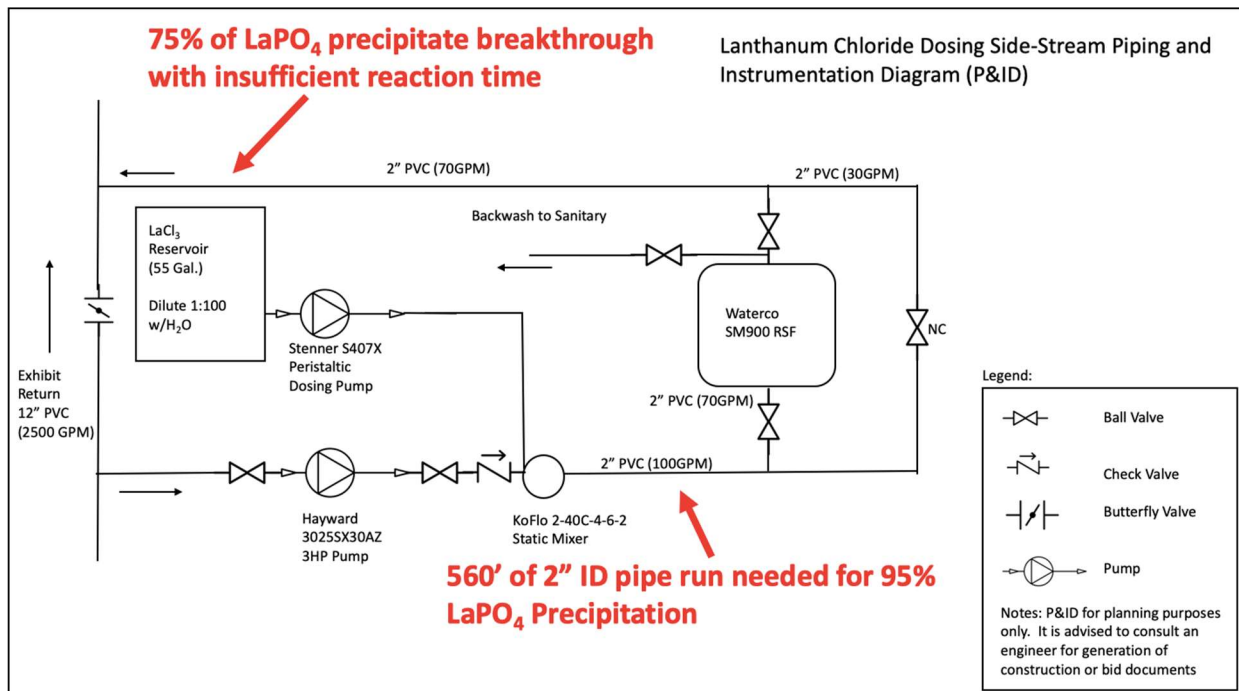 75% of LaPO₄ precipitate breakthrough
with insufficient reaction time
Lanthanum Chloride Dosing Side-Stream Piping and
Instrumentation Diagram (P&ID)
2” PVC (70GPM)
2” PVC (30GPM)
Backwash to Sanitary
LaCl₃
Reservoir
(55 Gal.)
Dilute 1:100
w/H₂O
Waterco
SM900 RSF
NC
Stenner S407X
Peristaltic
Dosing Pump
Exhibit
Return
12” PVC
(2500 GPM)
2” PVC (70GPM)
2” PVC (100GPM)
Hayward
3025SX30AZ
3HP Pump
KoFlo 2-40C-4-6-2
Static Mixer
560’ of 2” ID pipe run needed for 95%
LaPO₄ Precipitation
Legend:
Ball Valve
Check Valve
Butterfly Valve
Pump
Notes: P&ID for planning purposes
only. It is advised to consult an
engineer for generation of
construction or bid documents